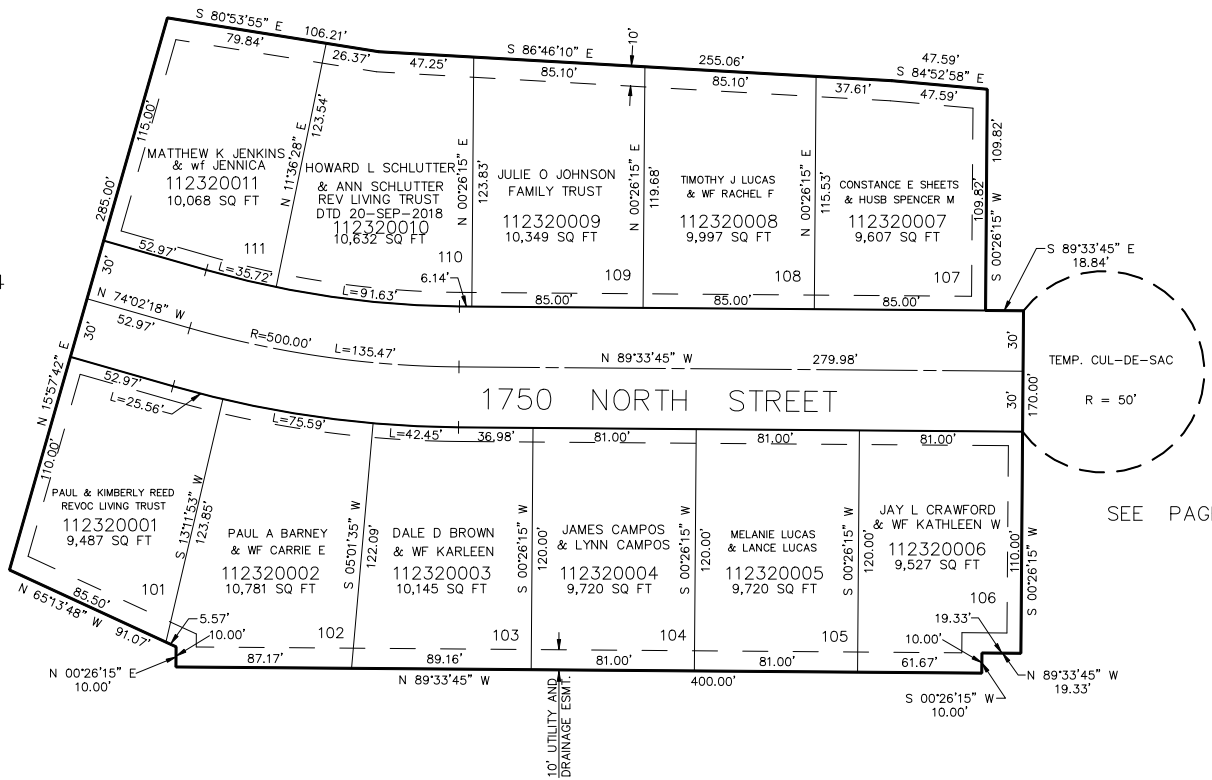 S 80°53'55" E
106.21'
79.84'
26.37'
47.25'
S 86°46'10" E
10'
255.06'
85.10'
85.10'
47.59'
S 84°52'58" E
37.61'
47.59'
115.00'
285.00'
MATTHEW K JENKINS
& wf JENNICA
112320011
10,068 SQ FT
111
N 11°36'28" E
123.54'
HOWARD L SCHLUTTER
& ANN SCHLUTTER
REV LIVING TRUST
DTD 20-SEP-2018
112320010
10,632 SQ FT
110
N 00°26'15" E
123.83'
JULIE O JOHNSON
FAMILY TRUST
112320009
10,349 SQ FT
109
N 00°26'15" E
119.68'
TIMOTHY J LUCAS
& WF RACHEL F
112320008
9,997 SQ FT
108
N 00°26'15" E
115.53'
CONSTANCE E SHEETS
& HUSB SPENCER M
112320007
9,607 SQ FT
107
109.82'
109.82'
S 00°26'15" W
S 89°33'45" E
18.84'
52.97'
L=35.72'
L=91.63'
6.14'
85.00'
85.00'
85.00'
30'
N 74°02'18" W
52.97'
30'
R=500.00'
L=135.47'
N 89°33'45" W
279.98'
30'
30'
170.00'
1750 NORTH STREET
TEMP. CUL-DE-SAC
R = 50'
N 15°57'42" E
110.00'
52.97'
L=25.56'
L=75.59'
L=42.45'
36.98'
81.00'
81.00'
81.00'
PAUL & KIMBERLY REED
REVOC LIVING TRUST
112320001
9,487 SQ FT
101
S 13°11'53" W
123.85'
PAUL A BARNEY
& WF CARRIE E
112320002
10,781 SQ FT
102
S 05°01'35" W
122.09'
DALE D BROWN
& WF KARLEEN
112320003
10,145 SQ FT
103
S 00°26'15" W
120.00'
JAMES CAMPOS
& LYNN CAMPOS
112320004
9,720 SQ FT
104
S 00°26'15" W
120.00'
MELANIE LUCAS
& LANCE LUCAS
112320005
9,720 SQ FT
105
S 00°26'15" W
120.00'
JAY L CRAWFORD
& WF KATHLEEN W
112320006
9,527 SQ FT
106
110.00'
S 00°26'15" W
SEE PAG
85.50'
N 65°13'48" W
91.07'
5.57'
10.00'
N 00°26'15" E
10.00'
87.17'
89.16'
81.00'
81.00'
61.67'
10.00'
19.33'
N 89°33'45" W
400.00'
N 89°33'45" W
19.33'
S 00°26'15" W
10.00'
10' UTILITY AND
DRAINAGE ESMT.